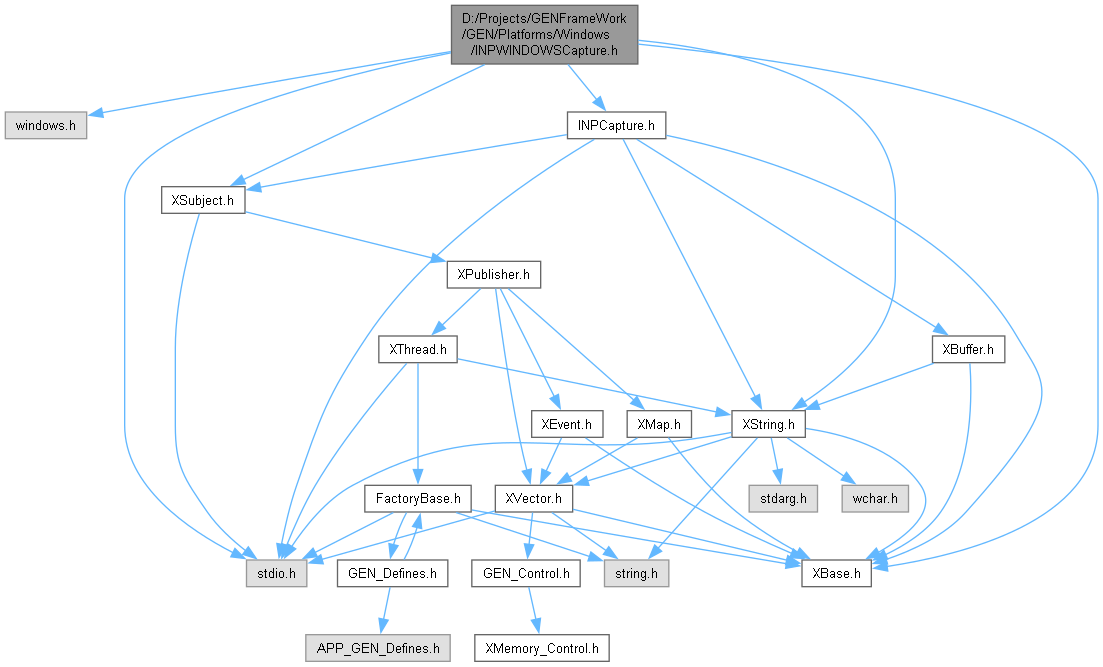 D:/Projects/GENFrameWork
/GEN/Platforms/Windows
/INPWINDOWSCapture.h
windows.h
INPCapture.h
XSubject.h
XPublisher.h
XThread.h
XBuffer.h
XEvent.h
XMap.h
XString.h
FactoryBase.h
XVector.h
stdarg.h
wchar.h
stdio.h
GEN_Defines.h
GEN_Control.h
string.h
XBase.h
APP_GEN_Defines.h
XMemory_Control.h